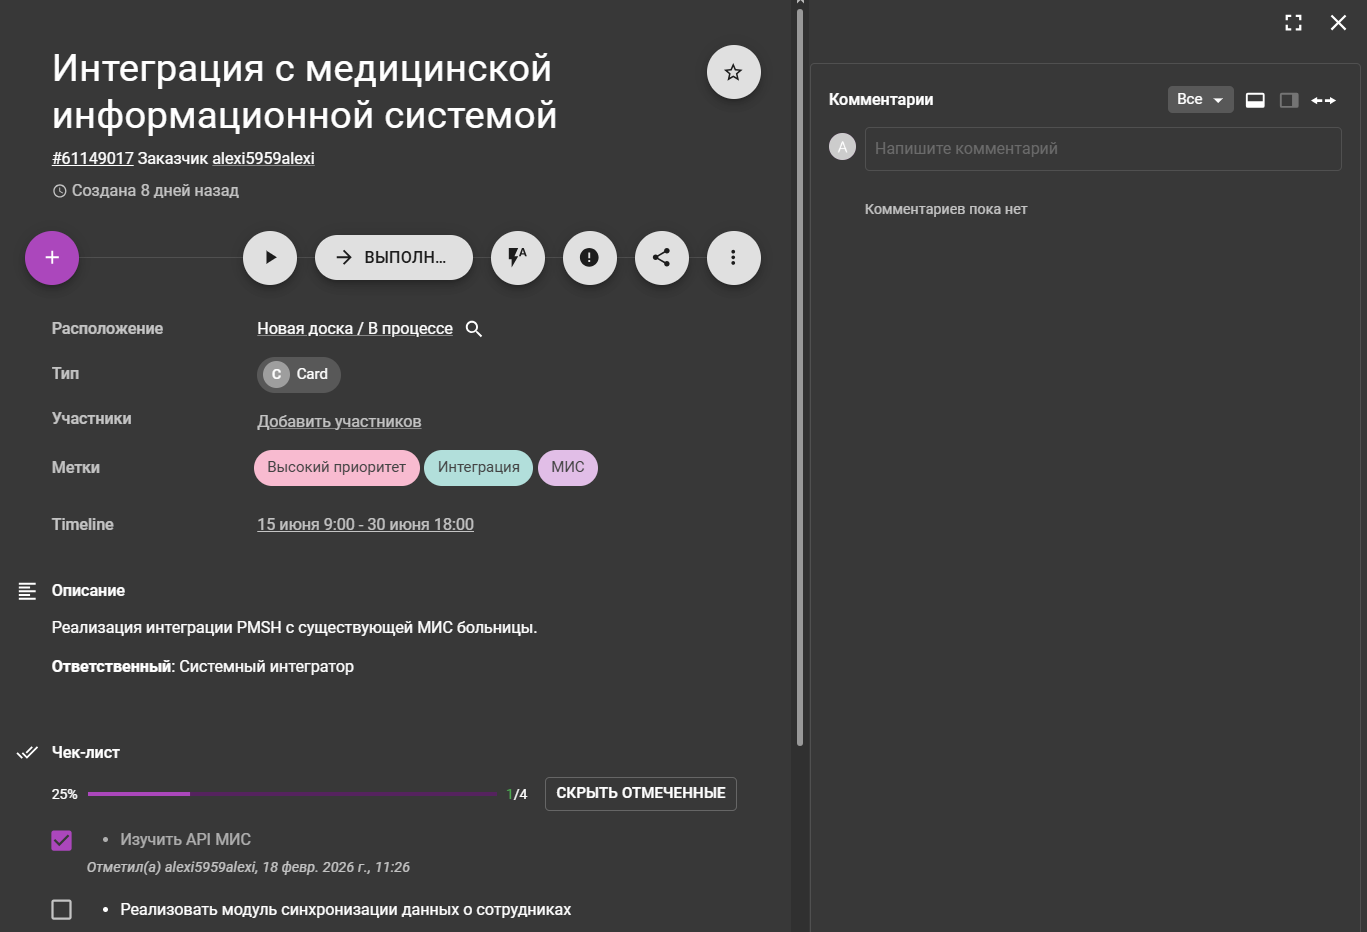 Интеграция с медицинской
информационной системой
#61149017 Заказчик alexi5959alexi
Создана 8 дней назад
ВЫПОЛН...
A
Расположение
Новая доска / В процессе
Тип
C Card
Участники
Добавить участников
Метки
Высокий приоритет Интеграция МИС
Timeline
15 июня 9:00 - 30 июня 18:00
Описание
Реализация интеграции PMSH с существующей МИС больницы.
Ответственный: Системный интегратор
Чек-лист
25% 1/4 СКРЫТЬ ОТМЕЧЕННЫЕ
• Изучить API МИС
Отметил(а) alexi5959alexi, 18 февр. 2026 г., 11:26
• Реализовать модуль синхронизации данных о сотрудниках
Комментарии
Все
A
Напишите комментарий
Комментариев пока нет